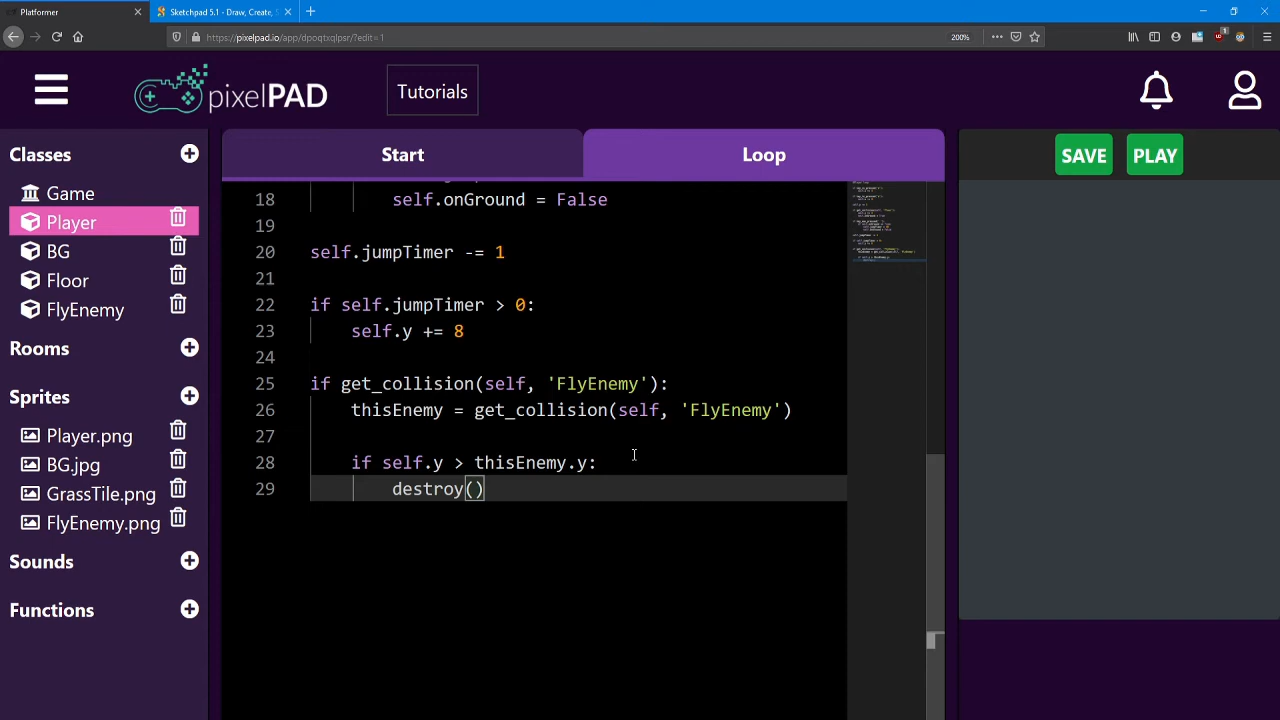 Platformer
Sketchpad 5.1 - Draw, Create, S
https://pixelpad.io/app/dpoqtxqlpsr/?edit=1
200%
pixelPAD
Tutorials
Classes
Game
Player
BG
Floor
FlyEnemy
Rooms
Sprites
Player.png
BG.jpg
GrassTile.png
FlyEnemy.png
Sounds
Functions
Start
Loop
18 self.onGround = False
19
20 self.jumpTimer -= 1
21
22 if self.jumpTimer > 0:
23 self.y += 8
24
25 if get_collision(self, 'FlyEnemy'):
26 thisEnemy = get_collision(self, 'FlyEnemy')
27
28 if self.y > thisEnemy.y:
29 destroy()
SAVE
PLAY